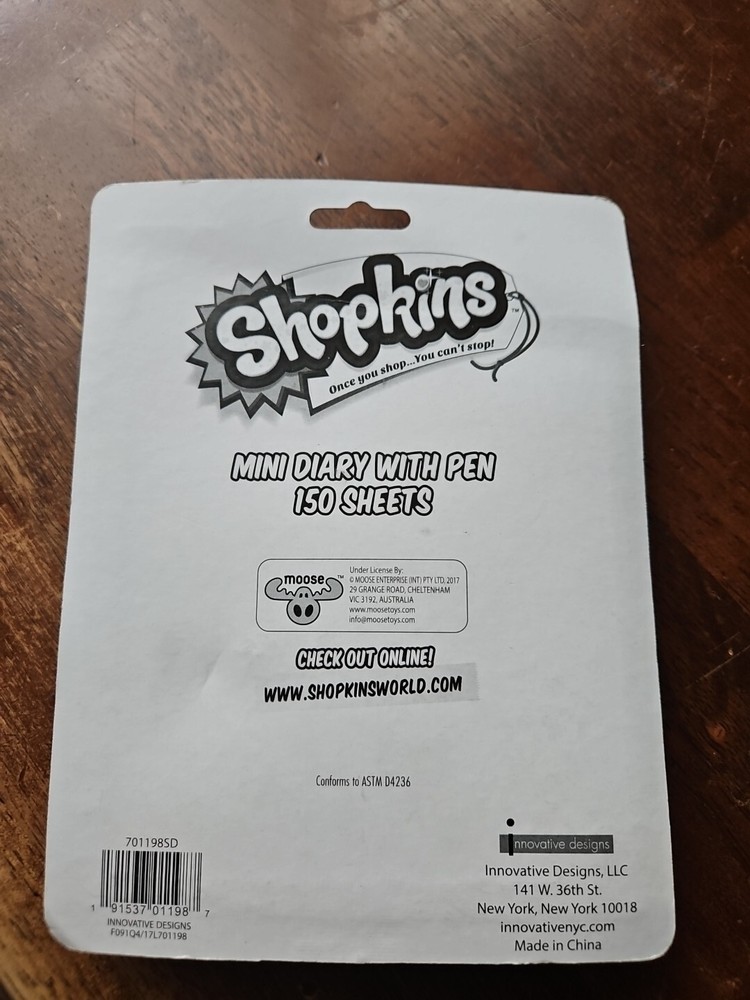 Shopkins™
Once you shop...You can't stop!
MINI DIARY WITH PEN
150 SHEETS
moose™
Under License By:
© MOOSE ENTERPRISE (INT) PTY LTD. 2017
29 GRANGE ROAD, CHELTENHAM
VIC 3192, AUSTRALIA
www.moosetoys.com
info@moosetoys.com
CHECK OUT ONLINE!
WWW.SHOPKINSWORLD.COM
Conforms to ASTM D4236
701198SD
1 91537 01198 7
INNOVATIVE DESIGNS
F091Q4/17L701198
innovative designs
Innovative Designs, LLC
141 W. 36th St.
New York, New York 10018
innovativenyc.com
Made in China